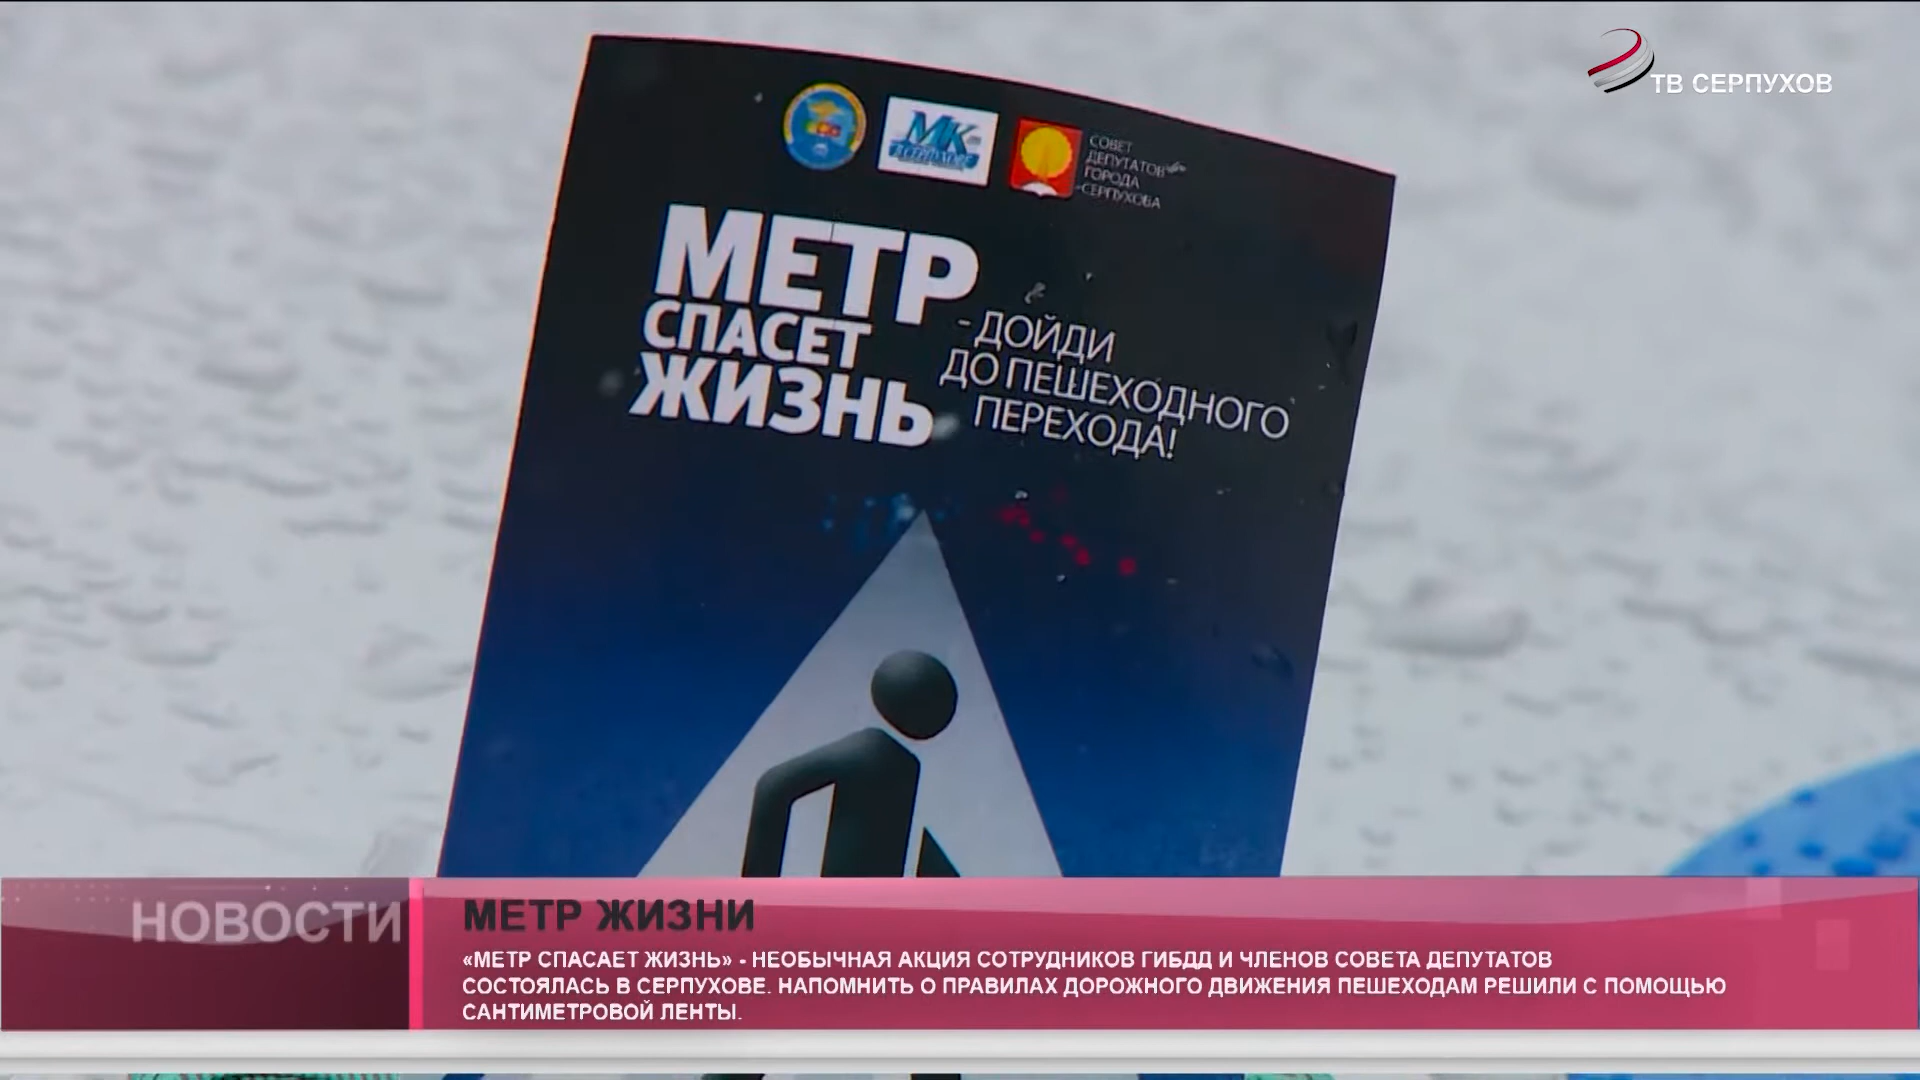 ТВ СЕРПУХОВ
МК
СОВЕТ
ДЕПУТАТОВ
ГОРОДА
СЕРПУХОВА
МЕТР
СПАСЕТ
ЖИЗНЬ
- ДОЙДИ
ДО ПЕШЕХОДНОГО
ПЕРЕХОДА!
НОВОСТИ
МЕТР ЖИЗНИ
«МЕТР СПАСАЕТ ЖИЗНЬ» - НЕОБЫЧНАЯ АКЦИЯ СОТРУДНИКОВ ГИБДД И ЧЛЕНОВ СОВЕТА ДЕПУТАТОВ
СОСТОЯЛАСЬ В СЕРПУХОВЕ. НАПОМНИТЬ О ПРАВИЛАХ ДОРОЖНОГО ДВИЖЕНИЯ ПЕШЕХОДАМ РЕШИЛИ С ПОМОЩЬЮ
САНТИМЕТРОВОЙ ЛЕНТЫ.